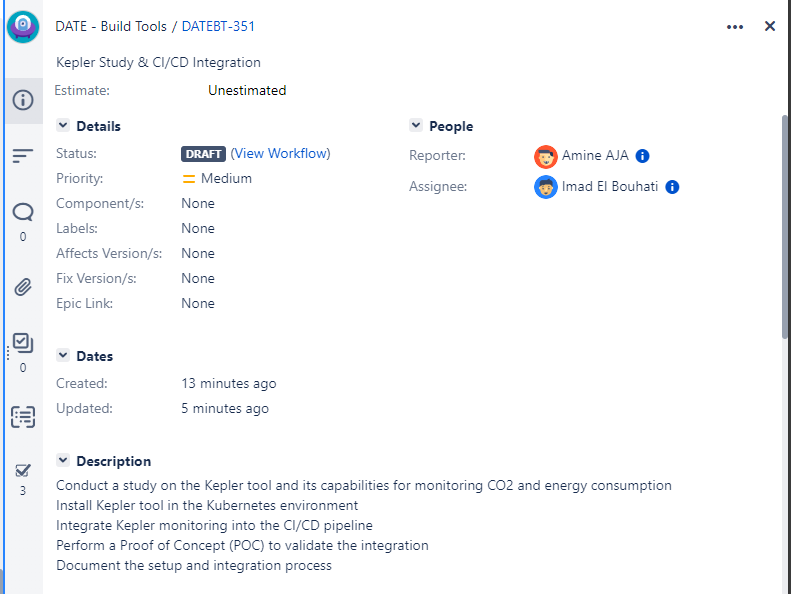 DATE - Build Tools / DATEBT-351
Kepler Study & CI/CD Integration
Estimate: Unestimated
Details
Status: DRAFT (View Workflow)
Priority: Medium
Component/s: None
Labels: None
Affects Version/s: None
Fix Version/s: None
Epic Link: None
People
Reporter: Amine AJA
Assignee: Imad El Bouhati
Dates
Created: 13 minutes ago
Updated: 5 minutes ago
Description
Conduct a study on the Kepler tool and its capabilities for monitoring CO2 and energy consumption
Install Kepler tool in the Kubernetes environment
Integrate Kepler monitoring into the CI/CD pipeline
Perform a Proof of Concept (POC) to validate the integration
Document the setup and integration process
0
0
3